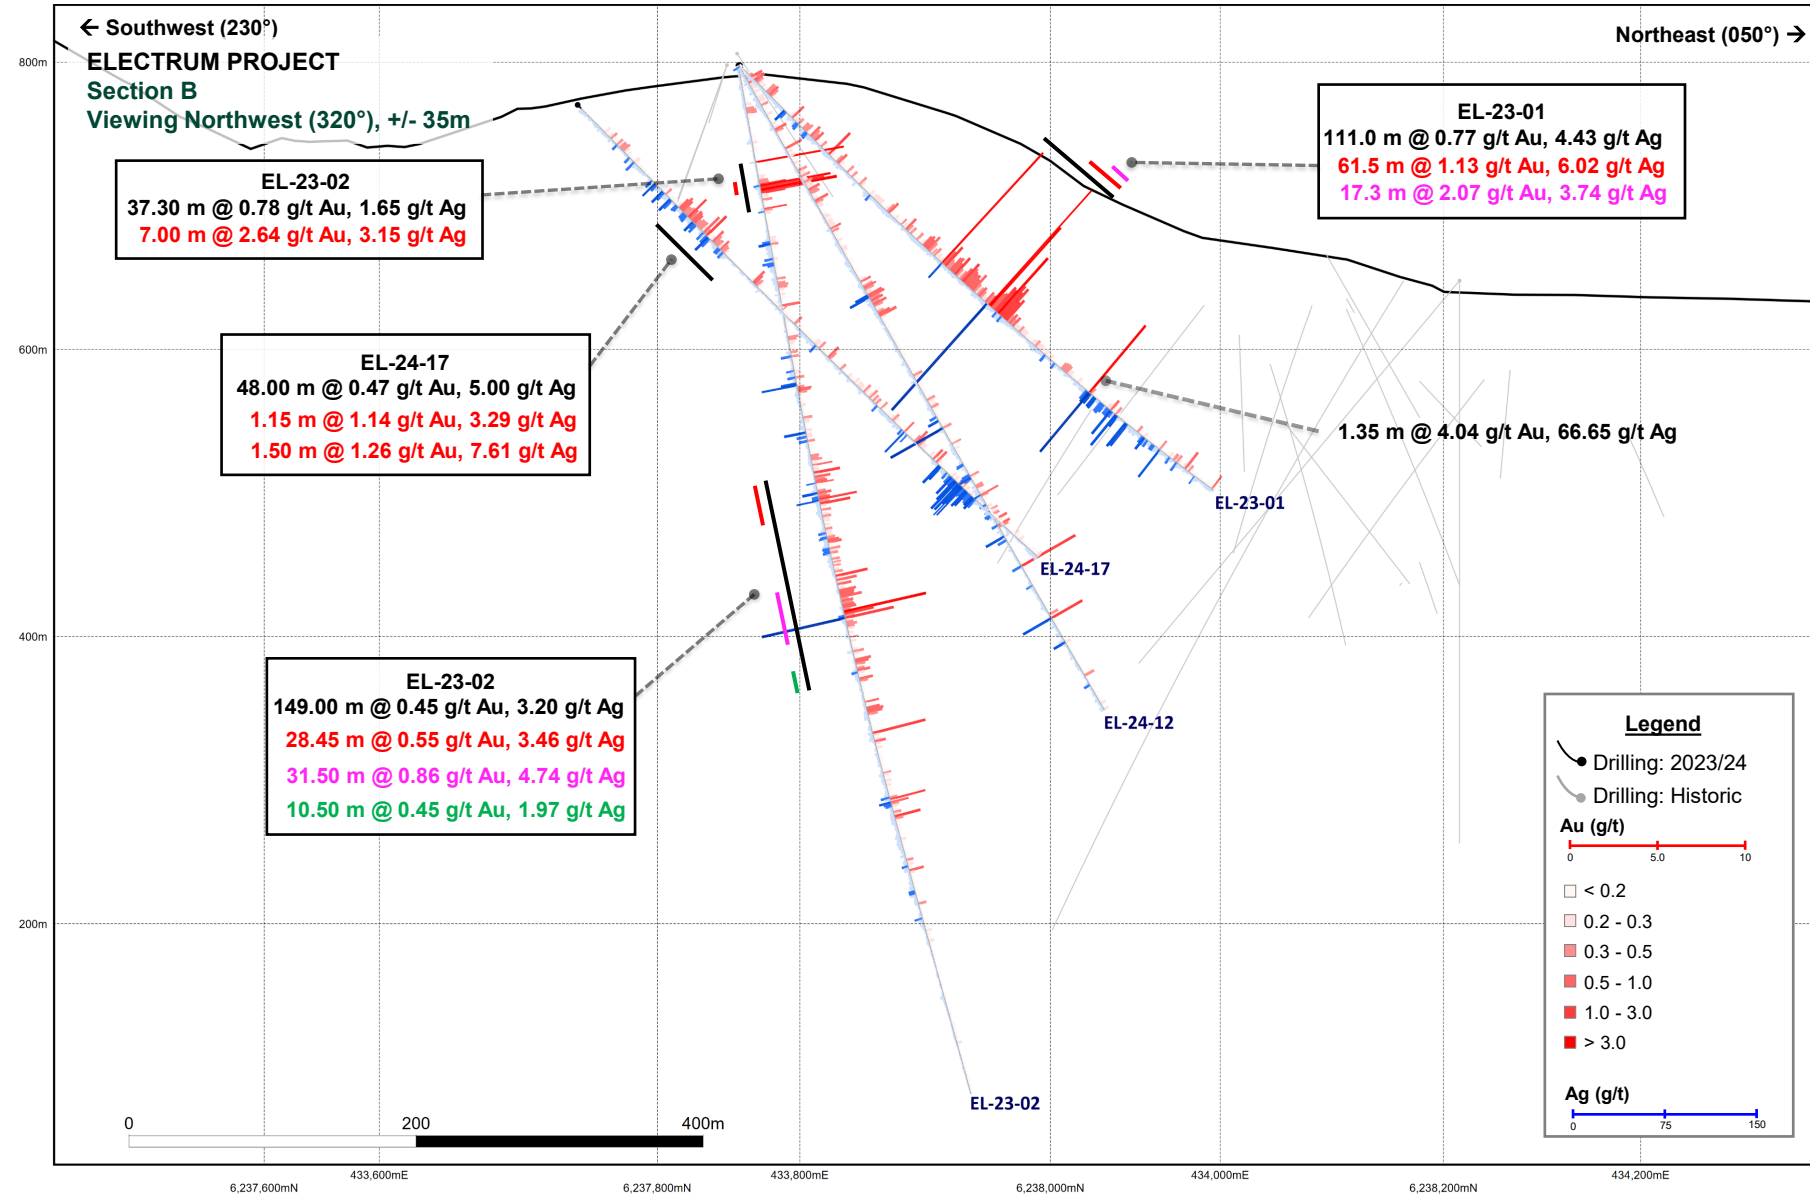 ← Southwest (230°)
Northeast (050°) →
ELECTRUM PROJECT
Section B
Viewing Northwest (320°), +/- 35m
800m
600m
400m
200m
EL-23-01
111.0 m @ 0.77 g/t Au, 4.43 g/t Ag
61.5 m @ 1.13 g/t Au, 6.02 g/t Ag
17.3 m @ 2.07 g/t Au, 3.74 g/t Ag
EL-23-02
37.30 m @ 0.78 g/t Au, 1.65 g/t Ag
7.00 m @ 2.64 g/t Au, 3.15 g/t Ag
EL-24-17
48.00 m @ 0.47 g/t Au, 5.00 g/t Ag
1.15 m @ 1.14 g/t Au, 3.29 g/t Ag
1.50 m @ 1.26 g/t Au, 7.61 g/t Ag
1.35 m @ 4.04 g/t Au, 66.65 g/t Ag
EL-23-01
EL-24-17
EL-24-12
EL-23-02
149.00 m @ 0.45 g/t Au, 3.20 g/t Ag
28.45 m @ 0.55 g/t Au, 3.46 g/t Ag
31.50 m @ 0.86 g/t Au, 4.74 g/t Ag
10.50 m @ 0.45 g/t Au, 1.97 g/t Ag
EL-23-02
Legend
Drilling: 2023/24
Drilling: Historic
Au (g/t)
0 5.0 10
< 0.2
0.2 - 0.3
0.3 - 0.5
0.5 - 1.0
1.0 - 3.0
> 3.0
Ag (g/t)
0 75 150
0 200 400m
433,600mE 433,800mE 434,000mE 434,200mE
6,237,600mN 6,237,800mN 6,238,000mN 6,238,200mN